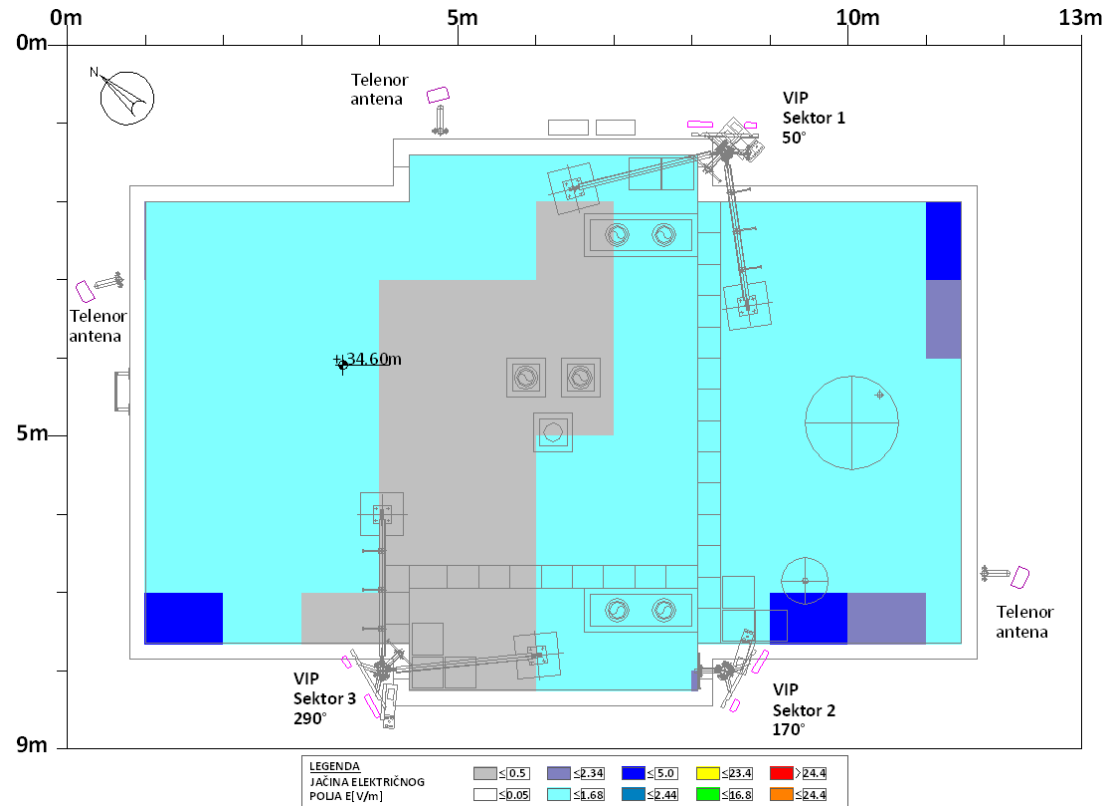 0m
5m
10m
13m
0m
N
Telenor
antena
VIP
Sektor 1
50°
Telenor
antena
+34.60m
5m
Telenor
antena
VIP
Sektor 3
290°
VIP
Sektor 2
170°
9m
LEGENDA
JAČINA ELEKTRIČNOG
POLJA E[V/m]
≤0.5
≤2.34
≤5.0
≤23.4
>24.4
≤0.05
≤1.68
≤2.44
≤16.8
≤24.4